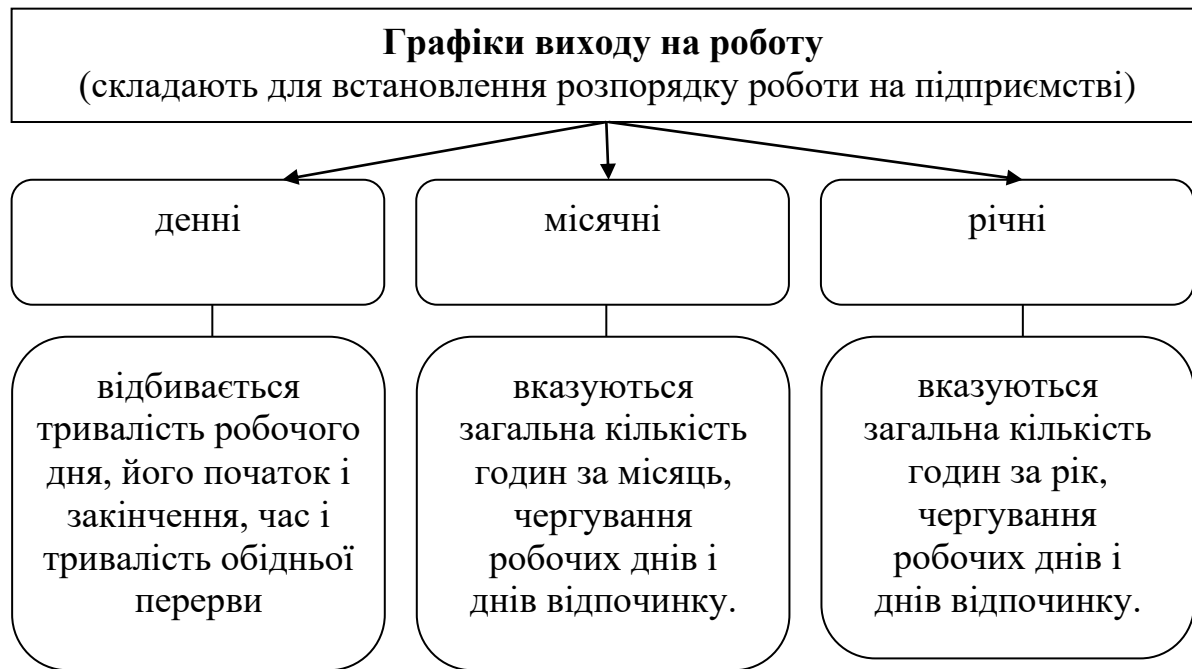 Графіки виходу на роботу
(складають для встановлення розпорядку роботи на підприємстві)
денні
місячні
річні
відбивається
тривалість робочого
дня, його початок і
закінчення, час і
тривалість обідньої
перерви
вказуються
загальна кількість
годин за місяць,
чергування
робочих днів і
днів відпочинку.
вказуються
загальна кількість
годин за рік,
чергування
робочих днів і
днів відпочинку.